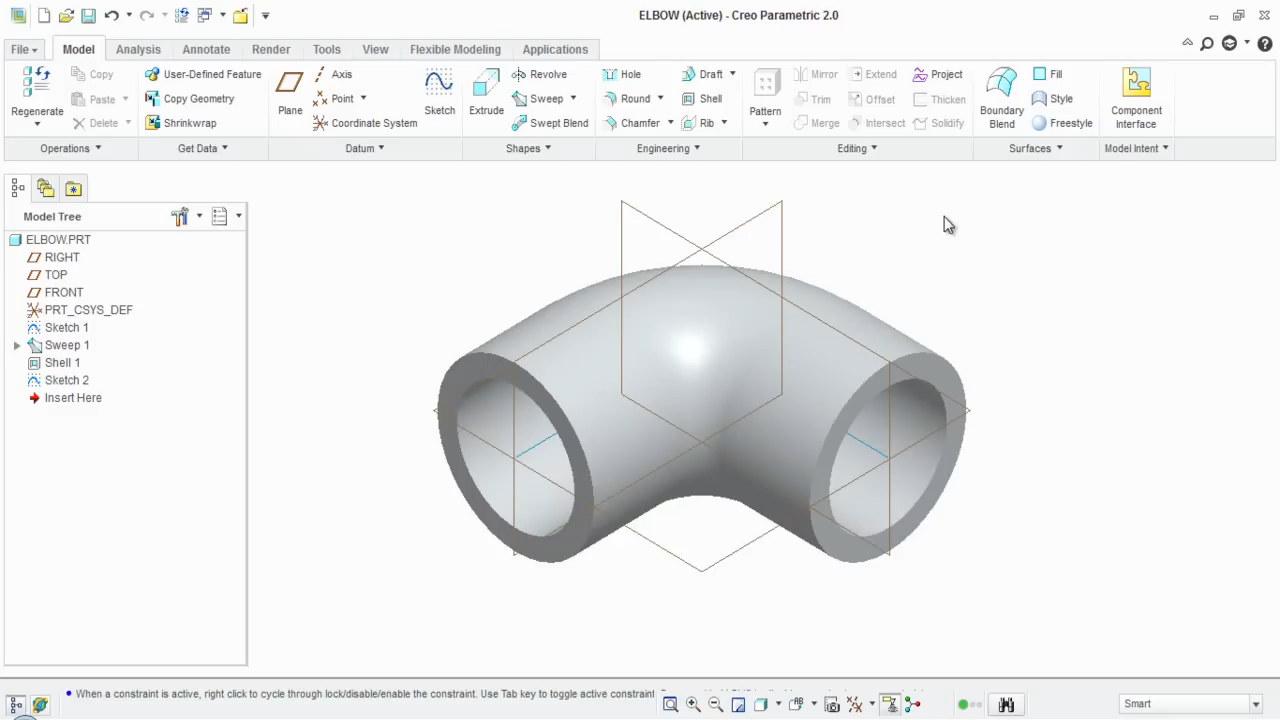 ELBOW (Active) - Creo Parametric 2.0
File Model Analysis Annotate Render Tools View Flexible Modeling Applications
Copy User-Defined Feature Axis Revolve Hole Draft Mirror Extend Project Fill
Paste Copy Geometry Point Sweep Round Shell Trim Offset Thicken Style
Regenerate Plane Sketch Extrude Pattern Boundary Blend Component Interface
Delete Shrinkwrap Coordinate System Swept Blend Chamfer Rib Merge Intersect Solidify Freestyle
Operations Get Data Datum Shapes Engineering Editing Surfaces Model Intent
Model Tree
ELBOW.PRT
RIGHT
TOP
FRONT
PRT_CSYS_DEF
Sketch 1
Sweep 1
Shell 1
Sketch 2
Insert Here
When a constraint is active, right click to cycle through lock/disable/enable the constraint. Use Tab key to toggle active constraint
Smart